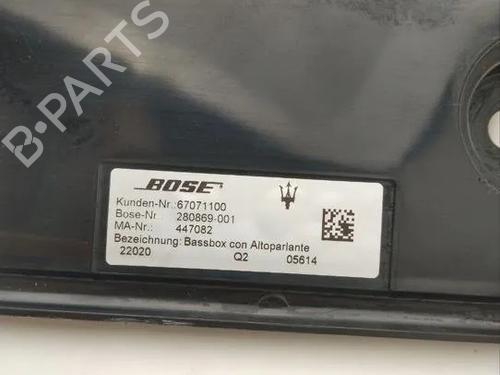 B-PARTS
BOSE
Kunden-Nr.:67071100
Bose-Nr 280869-001
MA-Nr.: 447082
Bezeichnung: Bassbox con Altoparlante
22020 Q2 05614